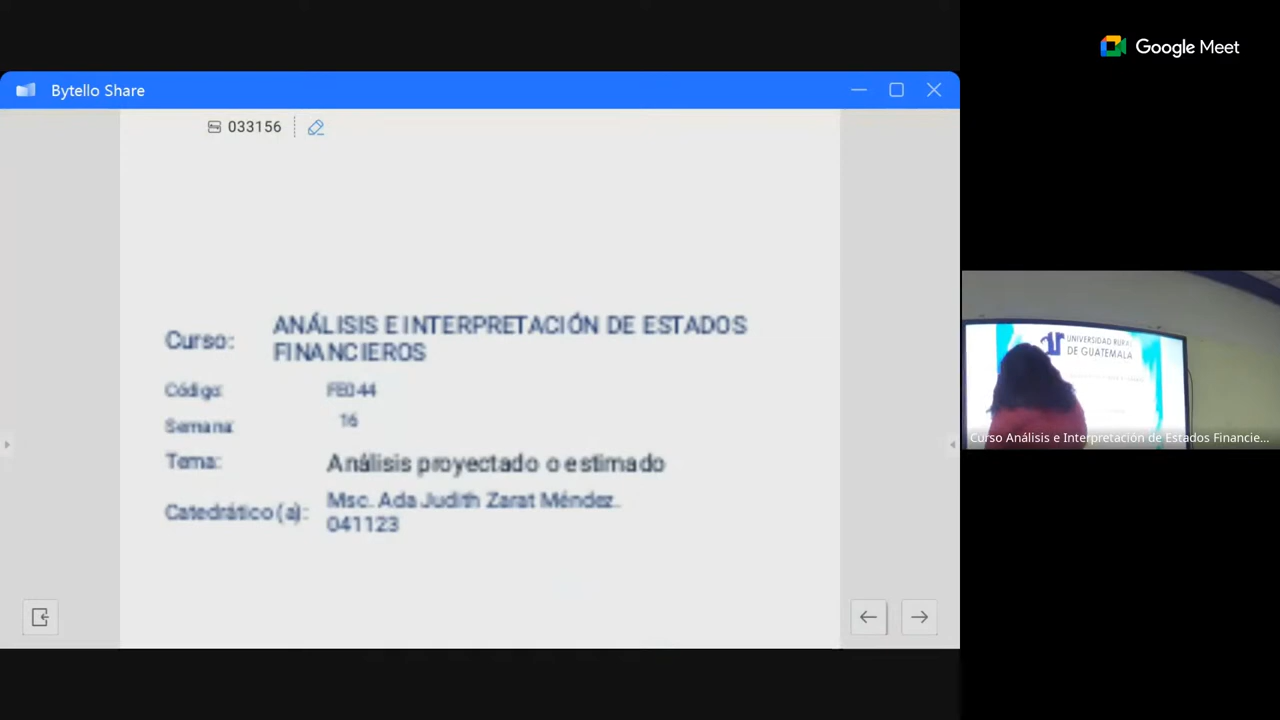 Google Meet
Bytello Share
033156
Curso: ANÁLISIS E INTERPRETACIÓN DE ESTADOS
FINANCIEROS
Código: FE044
Semana: 16
Tema: Análisis proyectado o estimado
Catedrático (a): Msc. Ada Judith Zarat Méndez.
041123
UNIVERSIDAD RURAL
DE GUATEMALA
Curso Análisis e Interpretación de Estados Financie...